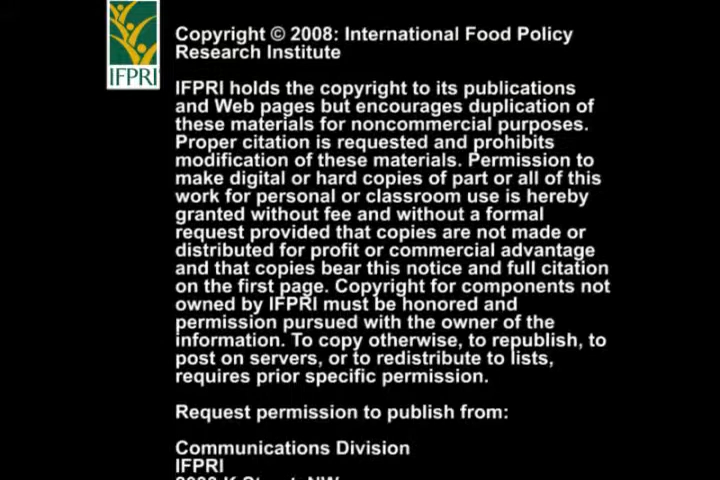 IFPRI
Copyright © 2008: International Food Policy
Research Institute
IFPRI holds the copyright to its publications
and Web pages but encourages duplication of
these materials for noncommercial purposes.
Proper citation is requested and prohibits
modification of these materials. Permission to
make digital or hard copies of part or all of this
work for personal or classroom use is hereby
granted without fee and without a formal
request provided that copies are not made or
distributed for profit or commercial advantage
and that copies bear this notice and full citation
on the first page. Copyright for components not
owned by IFPRI must be honored and
permission pursued with the owner of the
information. To copy otherwise, to republish, to
post on servers, or to redistribute to lists,
requires prior specific permission.
Request permission to publish from:
Communications Division
IFPRI